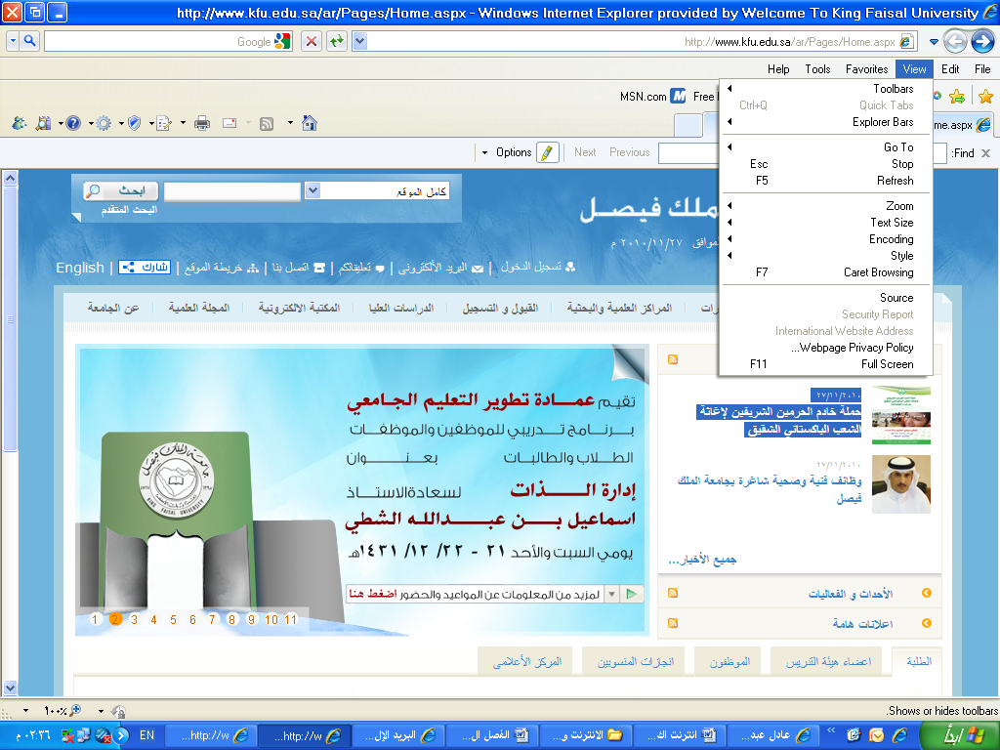 http://www.kfu.edu.sa/ar/Pages/Home.aspx - Windows Internet Explorer provided by Welcome To King Faisal University
http://www.kfu.edu.sa/ar/Pages/Home.aspx
Google
File Edit View Favorites Tools Help
MSN.com
Free
me.aspx
Find:
Previous Next Options
Toolbars
Quick Tabs Ctrl+Q
Explorer Bars
Go To
Stop Esc
Refresh F5
Zoom
Text Size
Encoding
Style
Caret Browsing F7
Source
Security Report
International Website Address
Webpage Privacy Policy...
Full Screen F11
كامل الموقع
ابحث
البحث المتقدم
الملك فيصل
٢٠١٠/١١/٢٧ م
تسجيل الدخول | البريد الألكتروني | تعليقاتكم | اتصل بنا | خريطة الموقع | شارك | English
المراكز العلمية والبحثية
القبول و التسجيل
الدراسات العليا
المكتبة الالكترونية
المجلة العلمية
عن الجامعة
٢٧/١١/٢٠١٠
حملة خادم الحرمين الشريفين لإغاثة
الشعب الباكستاني الشقيق
٢٧/١١/٢٠١٠
وظائف فنية وصحية شاغرة بجامعة الملك
فيصل
جميع الأخبار...
الأحداث و الفعاليات
اعلانات هامة
تقيم عمادة تطوير التعليم الجامعي
برنامج تدريبي للموظفين والموظفات
الطلاب والطالبات بعنوان
إدارة الذات لسعادة الاستاذ
اسماعيل بن عبدالله الشطي
يومي السبت والأحد ٢١ - ٢٢/ ١٢/ ١٤٣١هـ
لمزيد من المعلومات عن المواعيد والحضور اضغط هنا
جامعة الملك فيصل
KING FAISAL UNIVERSITY
1 2 3 4 5 6 7 8 9 10 11
الطلبة
اعضاء هيئة التدريس
الموظفون
انجازات المنسوبين
المركز الأعلامي
Shows or hides toolbars.
١٠٠%
ابدأ
عادل عبد...
انترنت اك...
الانترنت و...
الفصل ال...
البريد الإل...
http://w...
http://w...
EN
٠٢:٣٦ م